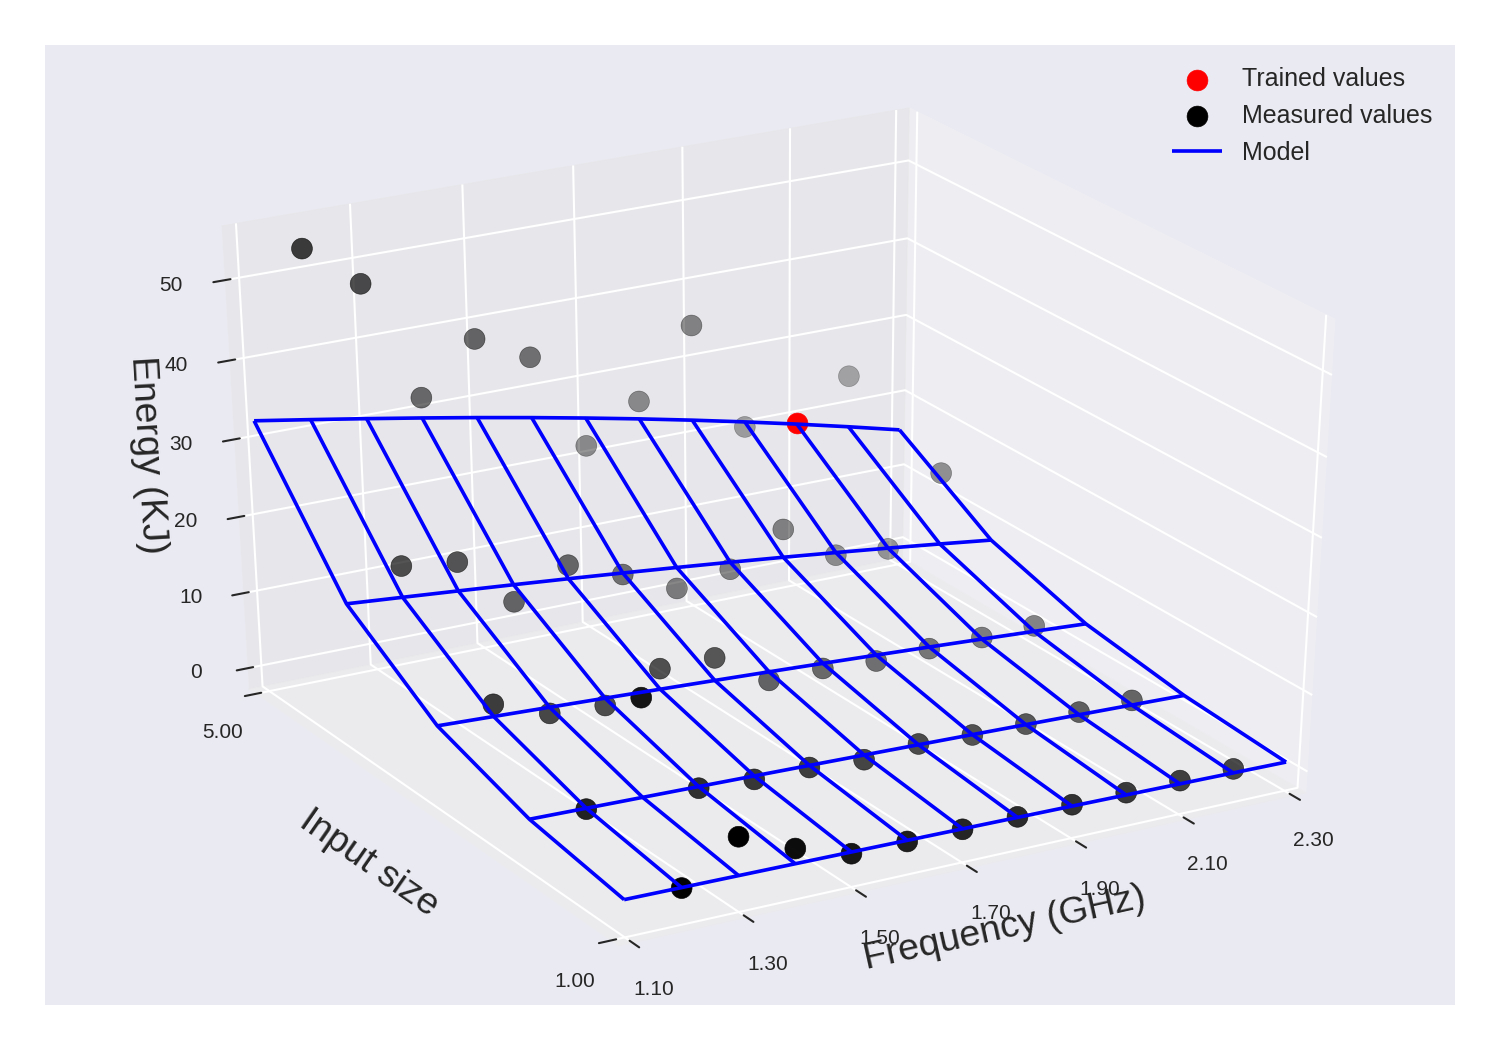 Trained values
Measured values
Model
Energy (KJ)
50
40
30
20
10
0
5.00
1.00
Input size
1.10
1.30
1.50
1.70
1.90
2.10
2.30
Frequency (GHz)